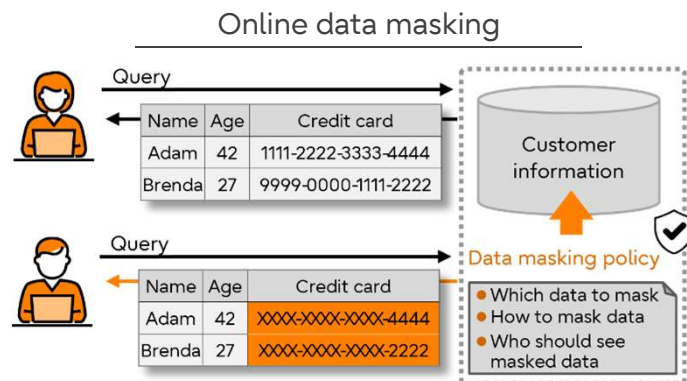 Online data masking
Query
Name Age Credit card
Adam 42 1111-2222-3333-4444
Brenda 27 9999-0000-1111-2222
Customer
information
Query
Name Age Credit card
Adam 42 XXXX-XXXX-XXXX-4444
Brenda 27 XXXX-XXXX-XXXX-2222
Data masking policy
Which data to mask
How to mask data
Who should see
masked data